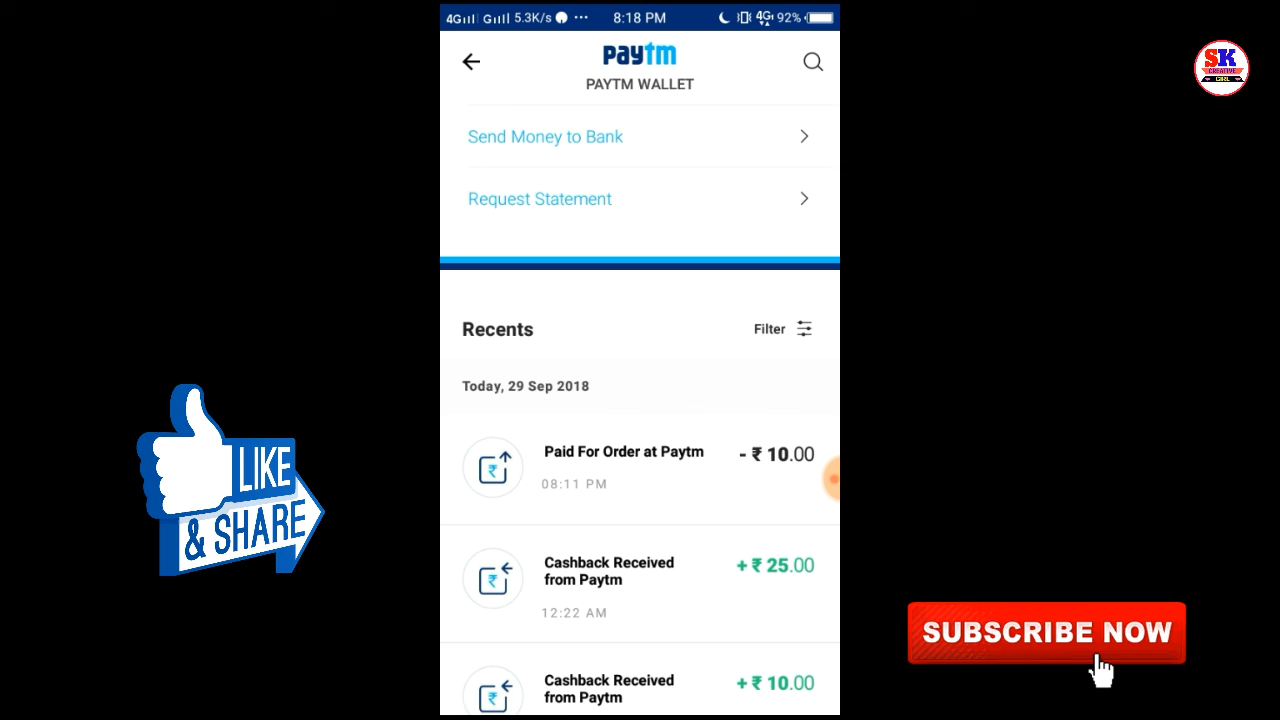 4G G 5.3K/s ... 8:18 PM 4G 92%
paytm
PAYTM WALLET
SK
CREATIVE
GIRL
Send Money to Bank
Request Statement
Recents
Filter
Today, 29 Sep 2018
Paid For Order at Paytm
- ₹ 10.00
08:11 PM
Cashback Received
from Paytm
+ ₹ 25.00
12:22 AM
Cashback Received
from Paytm
+ ₹ 10.00
LIKE
& SHARE
SUBSCRIBE NOW